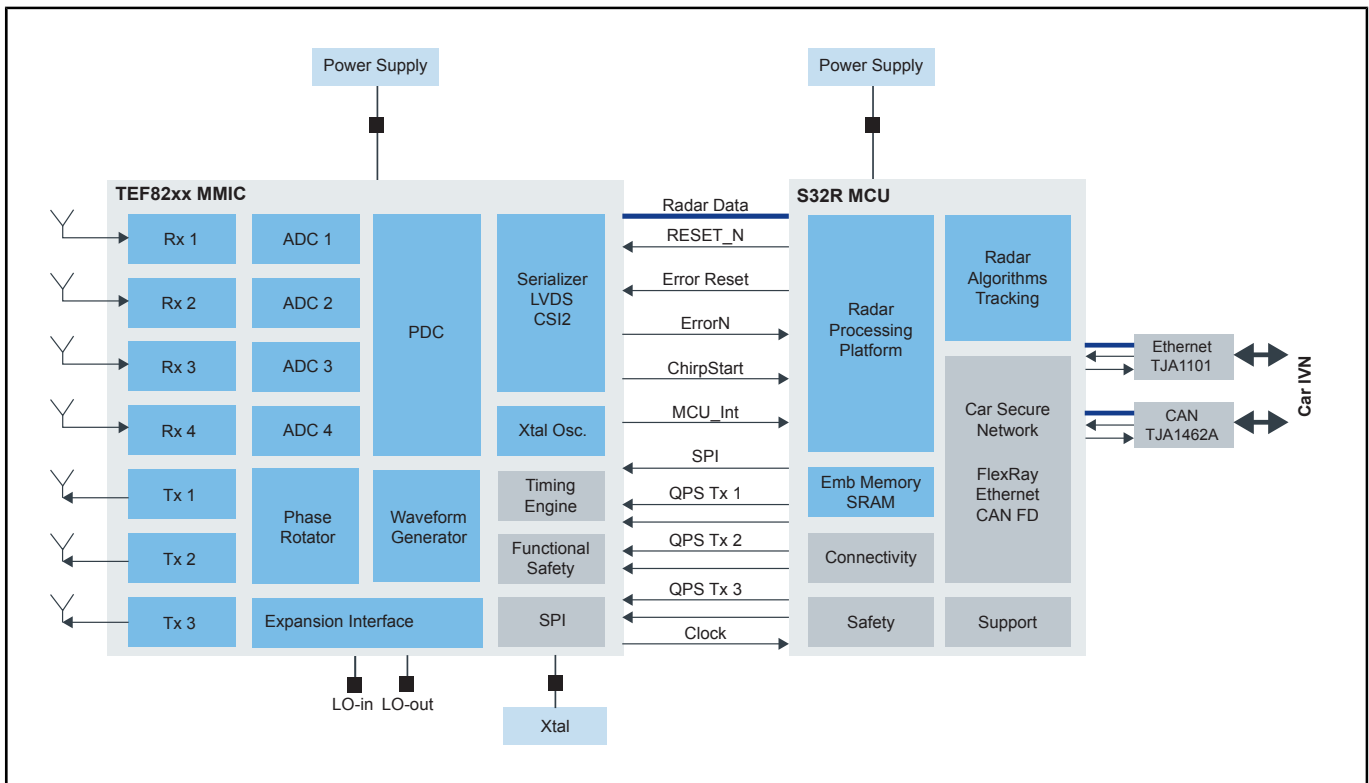 Power Supply
Power Supply
TEF82xx MMIC
Rx 1
Rx 2
Rx 3
Rx 4
Tx 1
Tx 2
Tx 3
ADC 1
ADC 2
ADC 3
ADC 4
Phase
Rotator
PDC
Waveform
Generator
Expansion Interface
Serializer
LVDS
CSI2
Xtal Osc.
Timing
Engine
Functional
Safety
SPI
LO-in
LO-out
Xtal
Radar Data
RESET_N
Error Reset
ErrorN
ChirpStart
MCU_Int
SPI
QPS Tx 1
QPS Tx 2
QPS Tx 3
Clock
S32R MCU
Radar
Processing
Platform
Emb Memory
SRAM
Connectivity
Safety
Radar
Algorithms
Tracking
Car Secure
Network
FlexRay
Ethernet
CAN FD
Support
Ethernet
TJA1101
CAN
TJA1462A
Car IVN